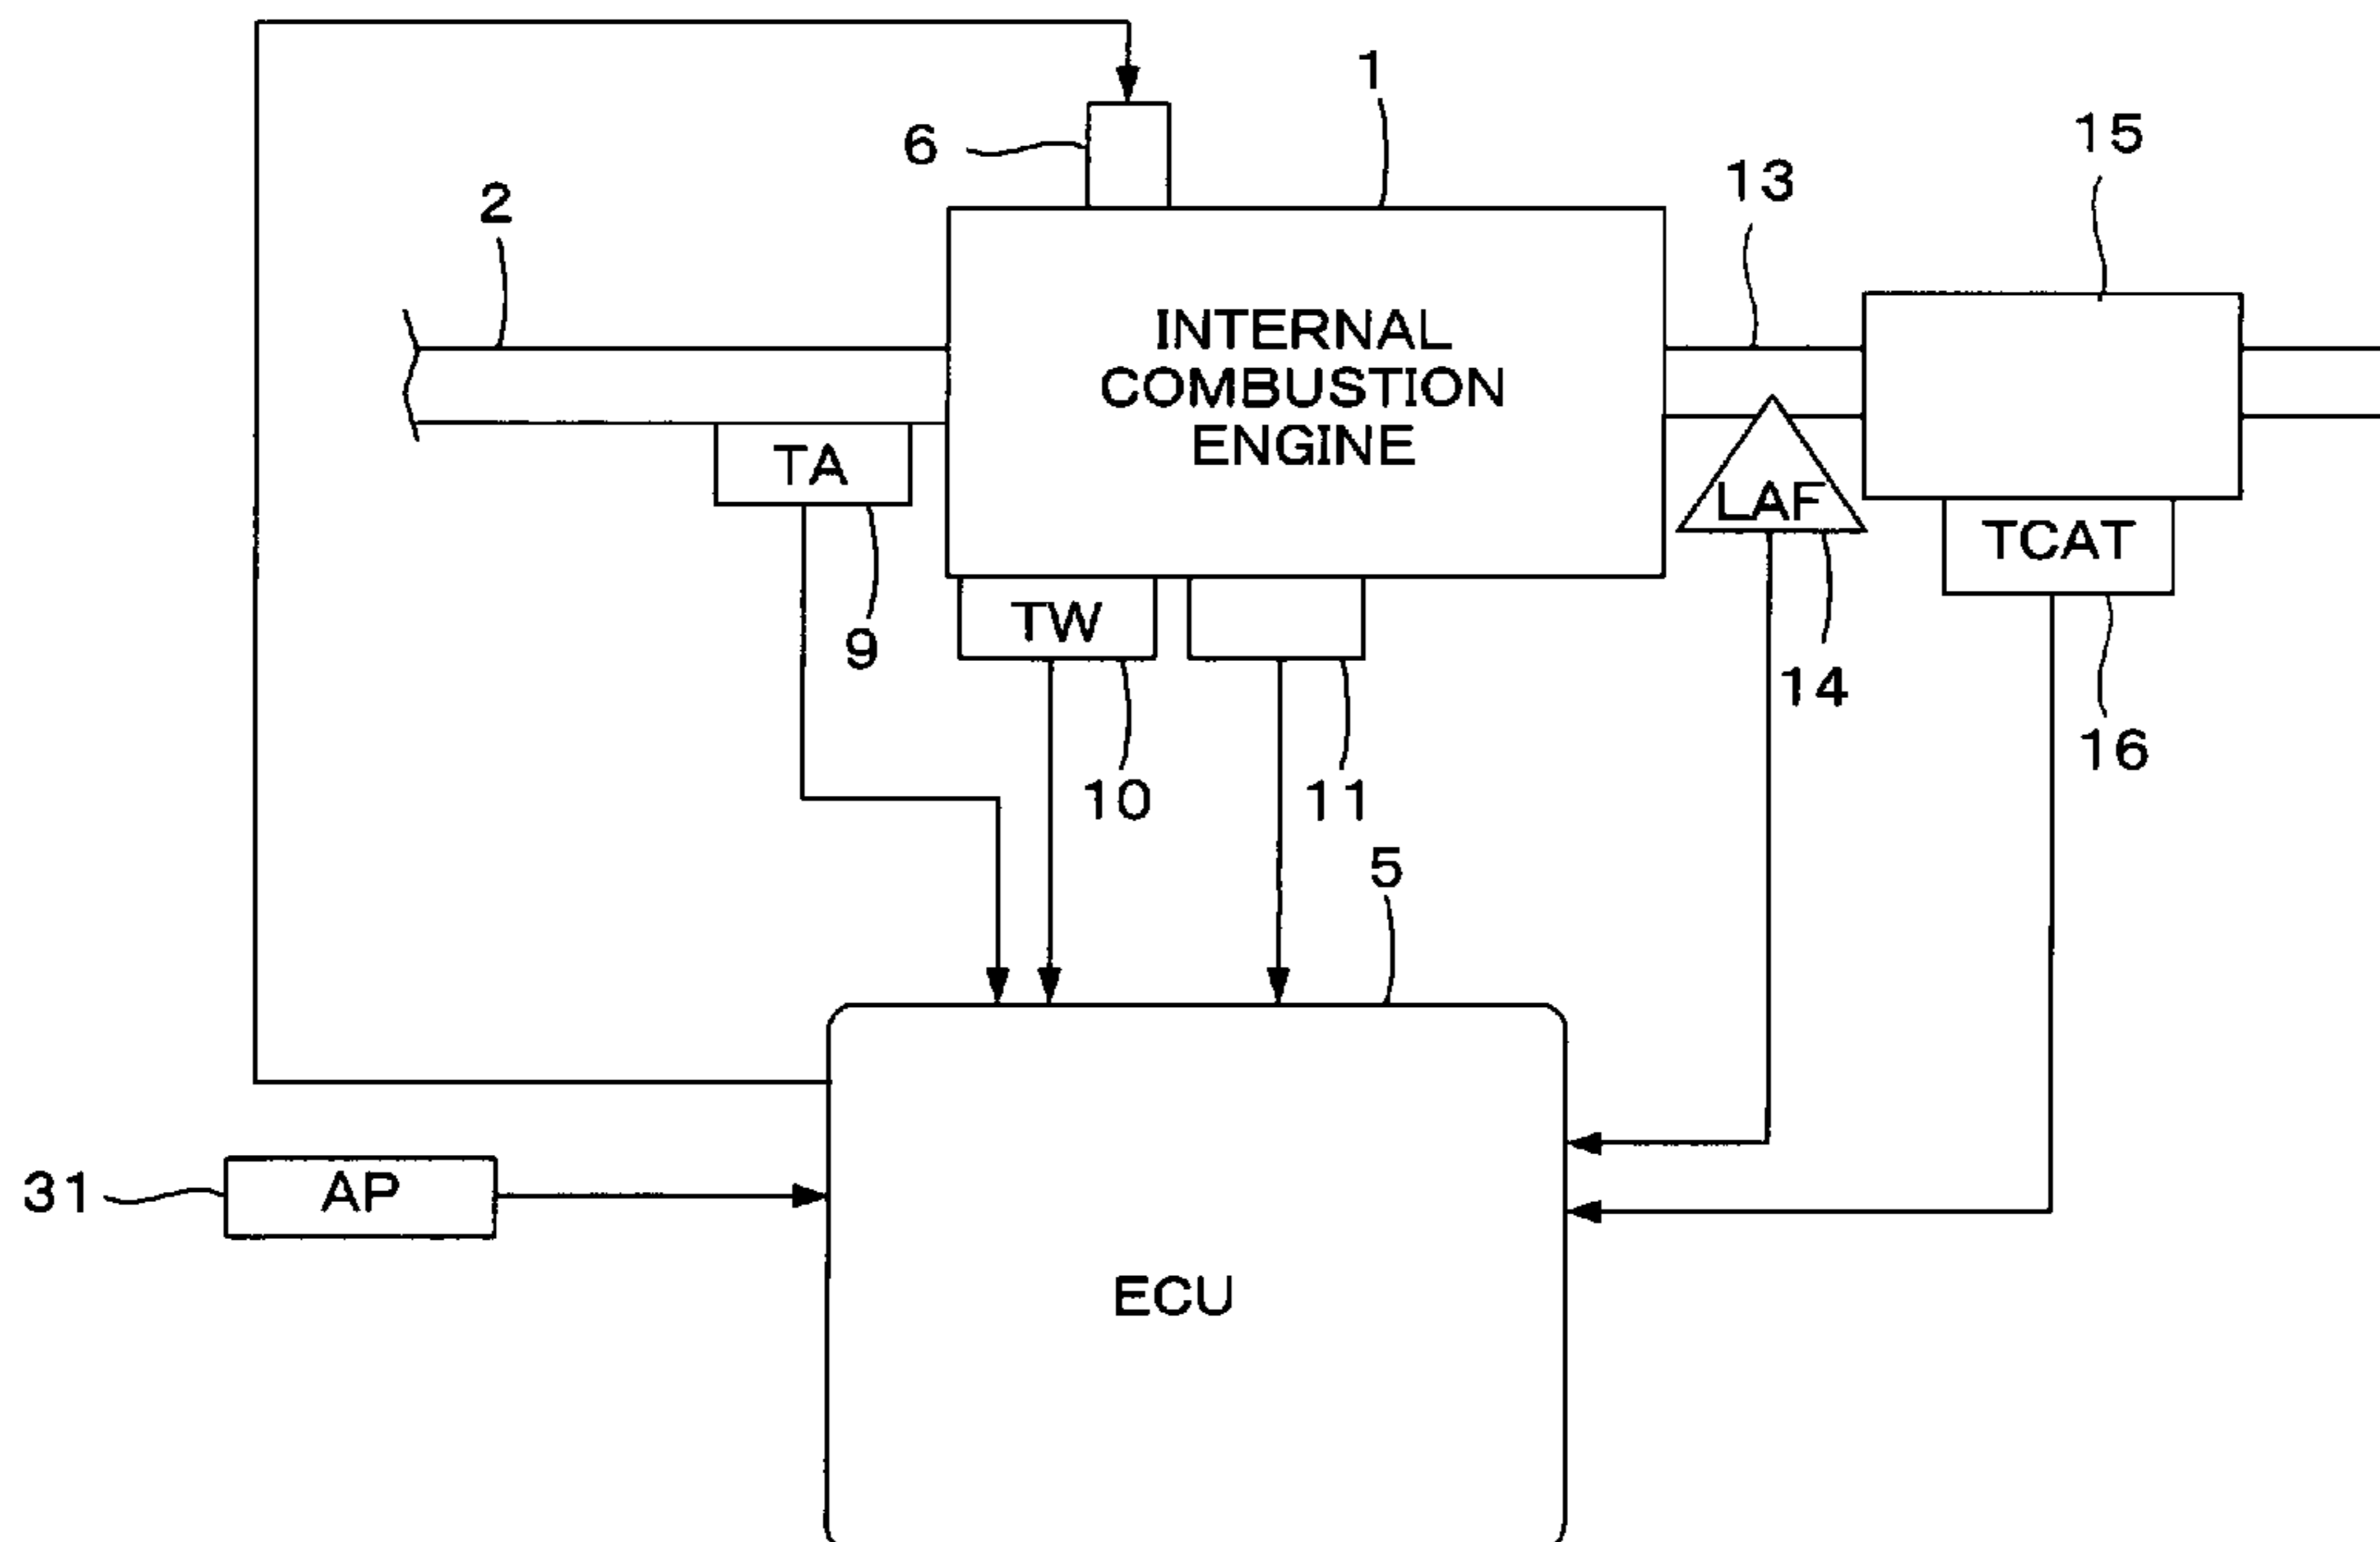 1
6
15
13
2
INTERNAL
COMBUSTION
ENGINE
TA
LAF
TCAT
TW
9
14
16
10
11
5
31
AP
ECU